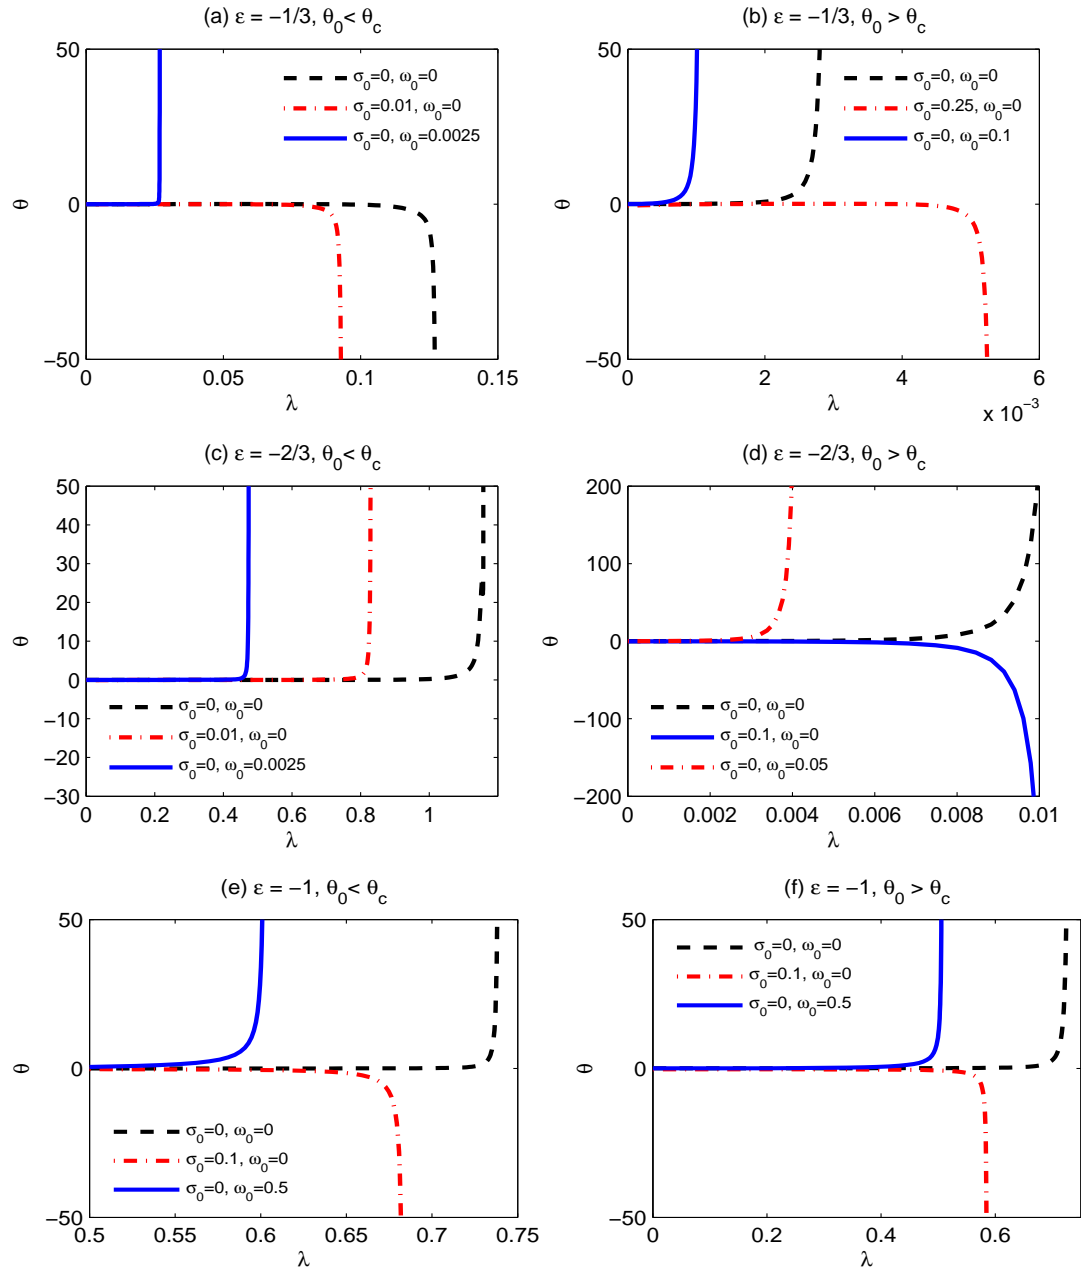 (a) ε = −1/3, θ0< θc
50
0
−50
θ
0
0.05
0.1
0.15
λ
σ0=0, ω0=0
σ0=0.01, ω0=0
σ0=0, ω0=0.0025
(b) ε = −1/3, θ0 > θc
50
0
−50
θ
0
2
4
6
x 10−3
λ
σ0=0, ω0=0
σ0=0.25, ω0=0
σ0=0, ω0=0.1
(c) ε = −2/3, θ0< θc
50
40
30
20
10
0
−10
−20
−30
θ
0
0.2
0.4
0.6
0.8
1
λ
σ0=0, ω0=0
σ0=0.01, ω0=0
σ0=0, ω0=0.0025
(d) ε = −2/3, θ0 > θc
200
100
0
−100
−200
θ
0
0.002
0.004
0.006
0.008
0.01
λ
σ0=0, ω0=0
σ0=0.1, ω0=0
σ0=0, ω0=0.05
(e) ε = −1, θ0< θc
50
0
−50
θ
0.5
0.55
0.6
0.65
0.7
0.75
λ
σ0=0, ω0=0
σ0=0.1, ω0=0
σ0=0, ω0=0.5
(f) ε = −1, θ0 > θc
50
0
−50
θ
0
0.2
0.4
0.6
λ
σ0=0, ω0=0
σ0=0.1, ω0=0
σ0=0, ω0=0.5